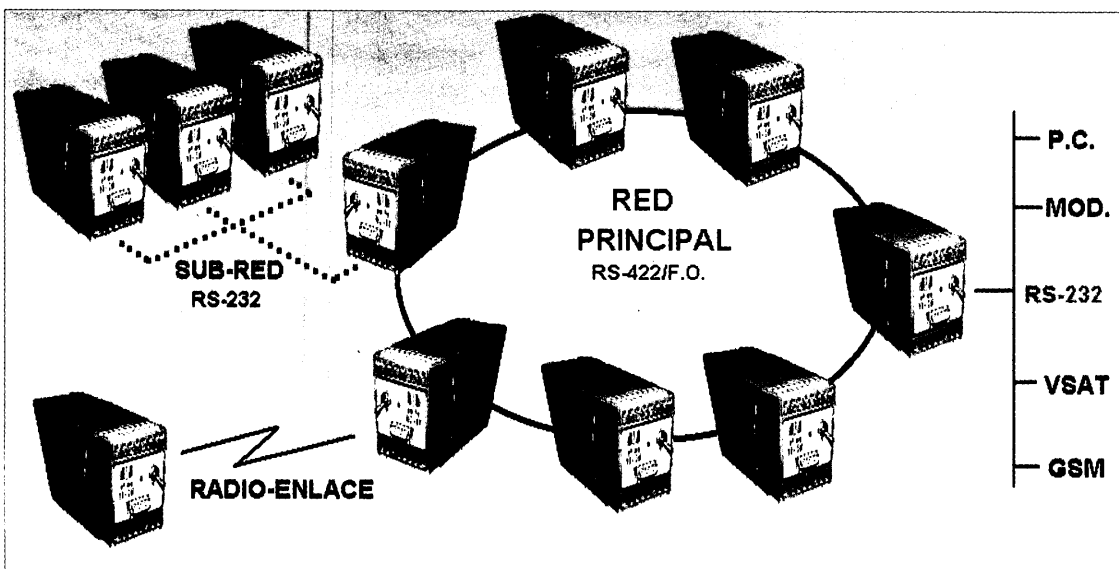 RED
PRINCIPAL
RS-422/F.O.
SUB-RED
RS-232
RADIO-ENLACE
P.C.
MOD.
RS-232
VSAT
GSM